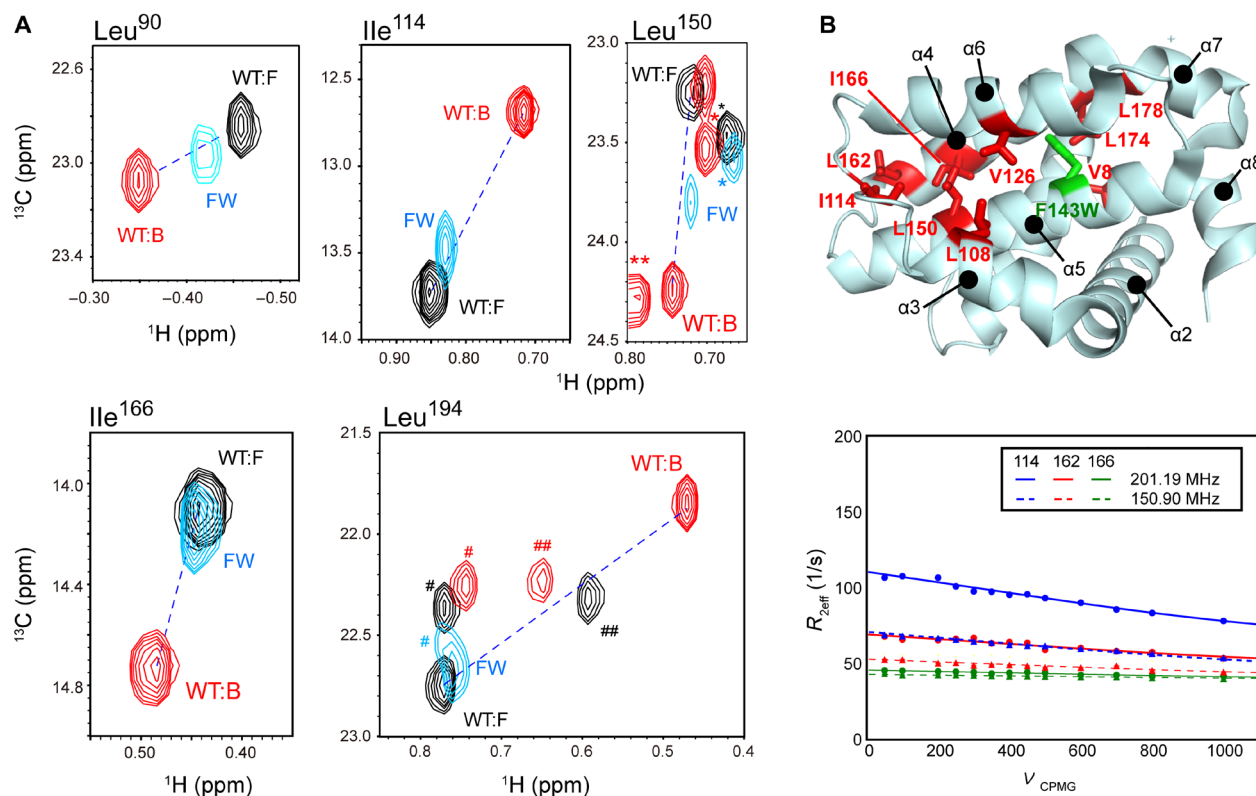 A
Leu90
WT:F
FW
WT:B
22.6
23.0
23.4
−0.30
−0.40
−0.50
13C (ppm)
1H (ppm)
Ile114
WT:B
FW
WT:F
12.5
13.0
13.5
14.0
0.90
0.80
0.70
1H (ppm)
Leu150
WT:F
*
*
*
FW
**
WT:B
23.0
23.5
24.0
24.5
0.80
0.70
B
α4
α6
α7
I166
L178
L174
L162
V126
V8
α8
I114
F143W
L150
L108
α5
α3
α2
IIe166
WT:F
FW
WT:B
14.0
14.4
14.8
0.50
0.40
13C (ppm)
1H (ppm)
Leu194
WT:B
#
##
#
##
#
FW
WT:F
21.5
22.0
22.5
23.0
0.8
0.7
0.6
0.5
0.4
1H (ppm)
114 162 166
201.19 MHz
150.90 MHz
200
150
100
50
0
0 200 400 600 800 1000
R2eff (1/s)
ν CPMG